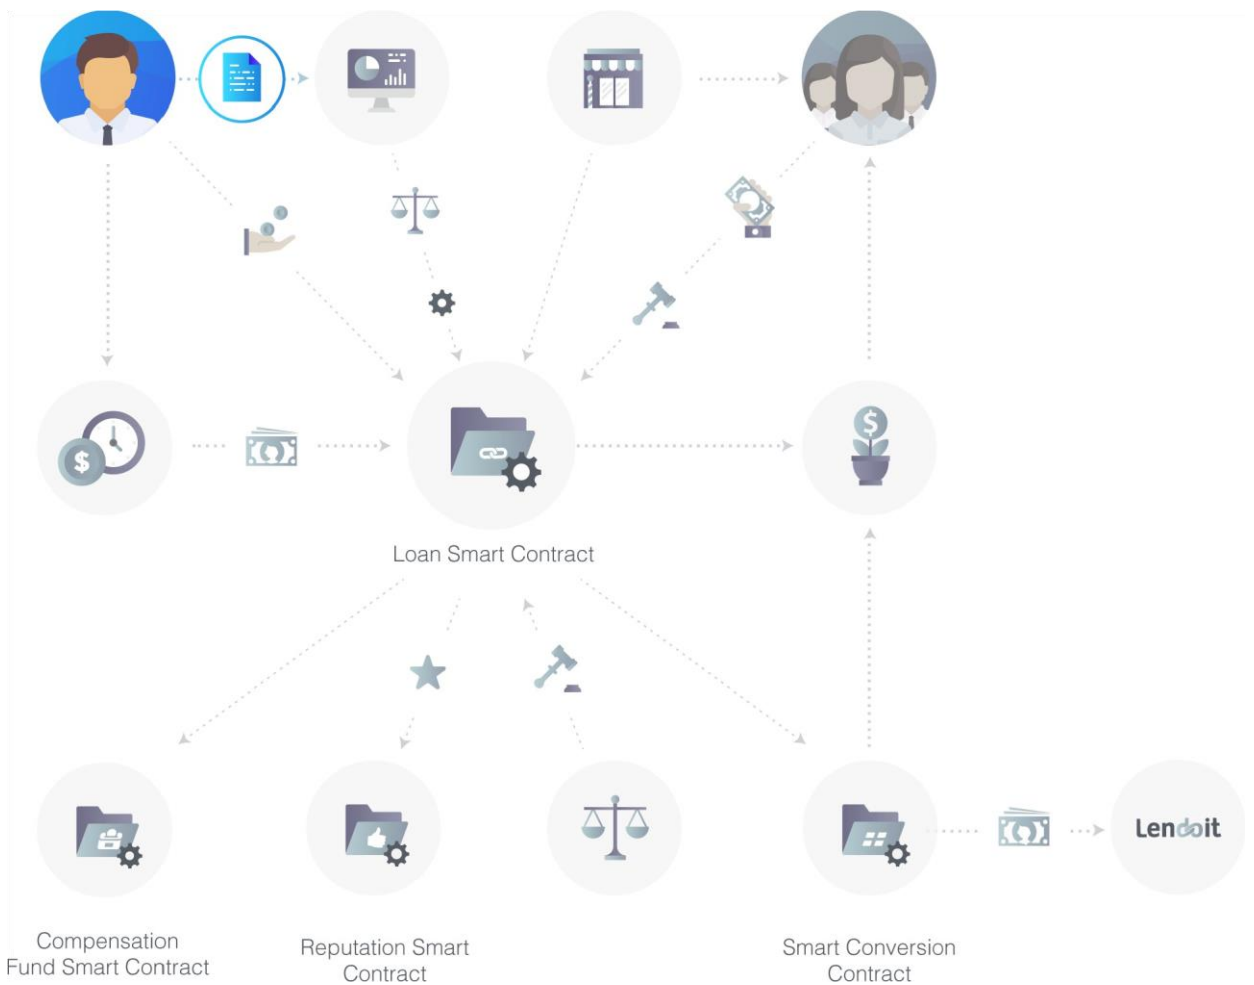 Loan Smart Contract
Lendoit
Compensation
Fund Smart Contract
Reputation Smart
Contract
Smart Conversion
Contract